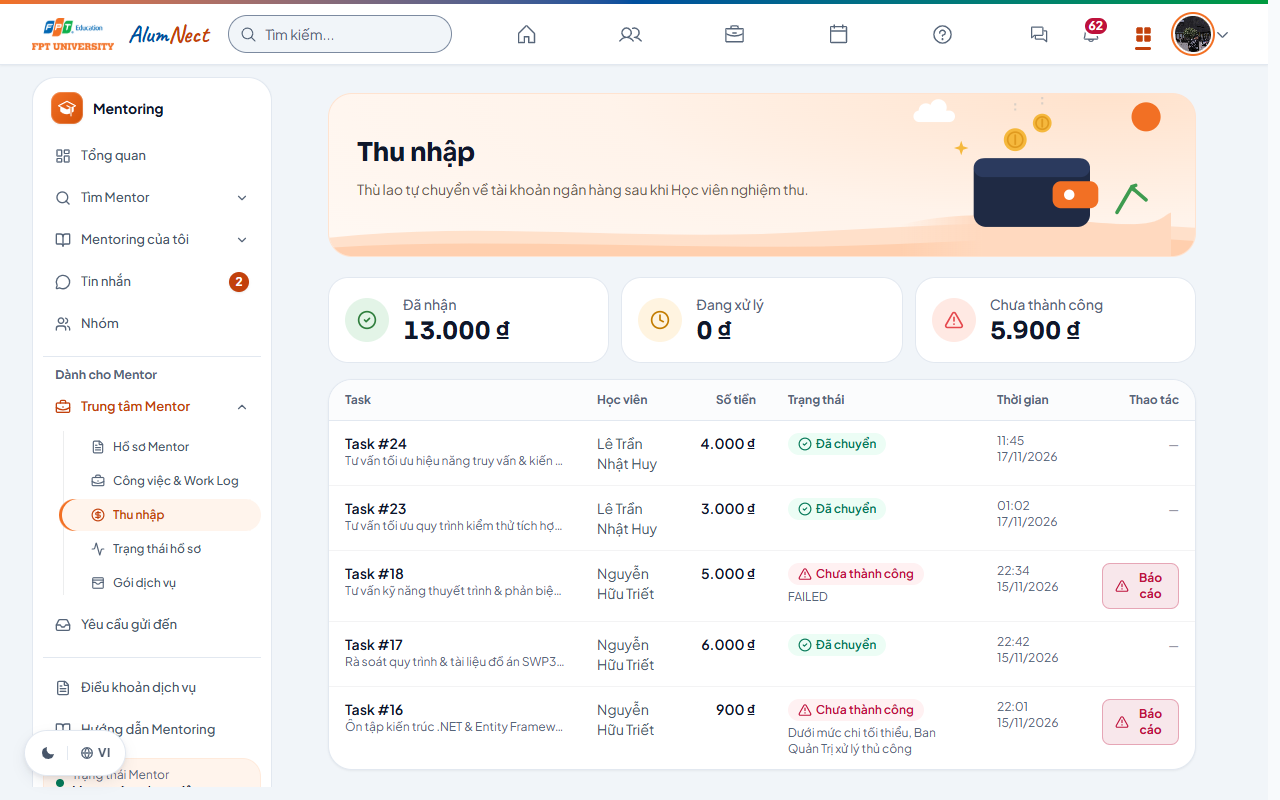 FPT Education
FPT UNIVERSITY
AlumNect
Tìm kiếm...
62
Mentoring
Tổng quan
Tìm Mentor
Mentoring của tôi
Tin nhắn
2
Nhóm
Dành cho Mentor
Trung tâm Mentor
Hồ sơ Mentor
Công việc & Work Log
Thu nhập
Trạng thái hồ sơ
Gói dịch vụ
Yêu cầu gửi đến
Điều khoản dịch vụ
Hướng dẫn Mentoring
VI
Trạng thái Mentor
Thu nhập
Thù lao tự chuyển về tài khoản ngân hàng sau khi Học viên nghiệm thu.
Đã nhận
13.000 ₫
Đang xử lý
0 ₫
Chưa thành công
5.900 ₫
Task Học viên Số tiền Trạng thái Thời gian Thao tác
Task #24
Tư vấn tối ưu hiệu năng truy vấn & kiến ...
Lê Trần
Nhật Huy
4.000 ₫
Đã chuyển
11:45
17/11/2026
—
Task #23
Tư vấn tối ưu quy trình kiểm thử tích hợ...
Lê Trần
Nhật Huy
3.000 ₫
Đã chuyển
01:02
17/11/2026
—
Task #18
Tư vấn kỹ năng thuyết trình & phản biệ...
Nguyễn
Hữu Triết
5.000 ₫
Chưa thành công
FAILED
22:34
15/11/2026
Báo
cáo
Task #17
Rà soát quy trình & tài liệu đồ án SWP3...
Nguyễn
Hữu Triết
6.000 ₫
Đã chuyển
22:42
15/11/2026
—
Task #16
Ôn tập kiến trúc .NET & Entity Framew...
Nguyễn
Hữu Triết
900 ₫
Chưa thành công
Dưới mức chi tối thiểu, Ban
Quản Trị xử lý thủ công
22:01
15/11/2026
Báo
cáo